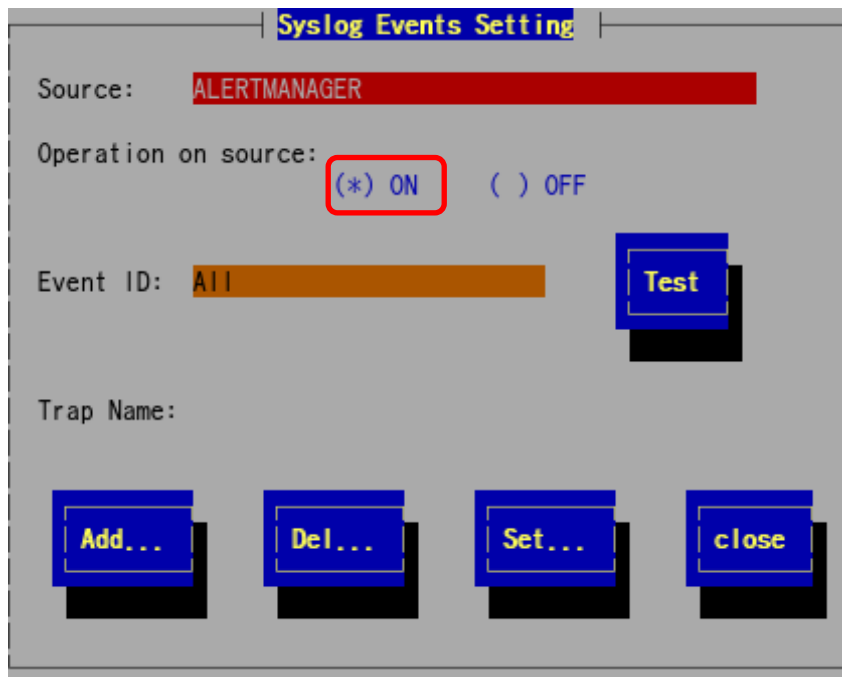 Syslog Events Setting
Source: ALERTMANAGER
Operation on source:
(*) ON ( ) OFF
Event ID: All Test
Trap Name:
Add... Del... Set... close